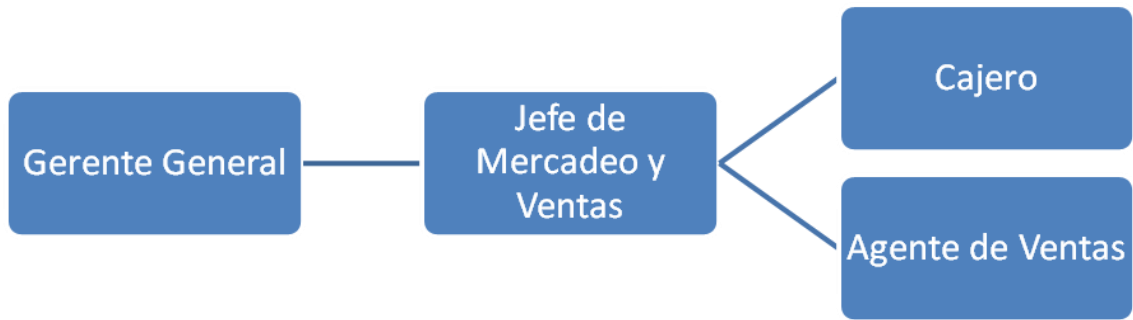 Gerente General
Jefe de
Mercadeo y
Ventas
Cajero
Agente de Ventas